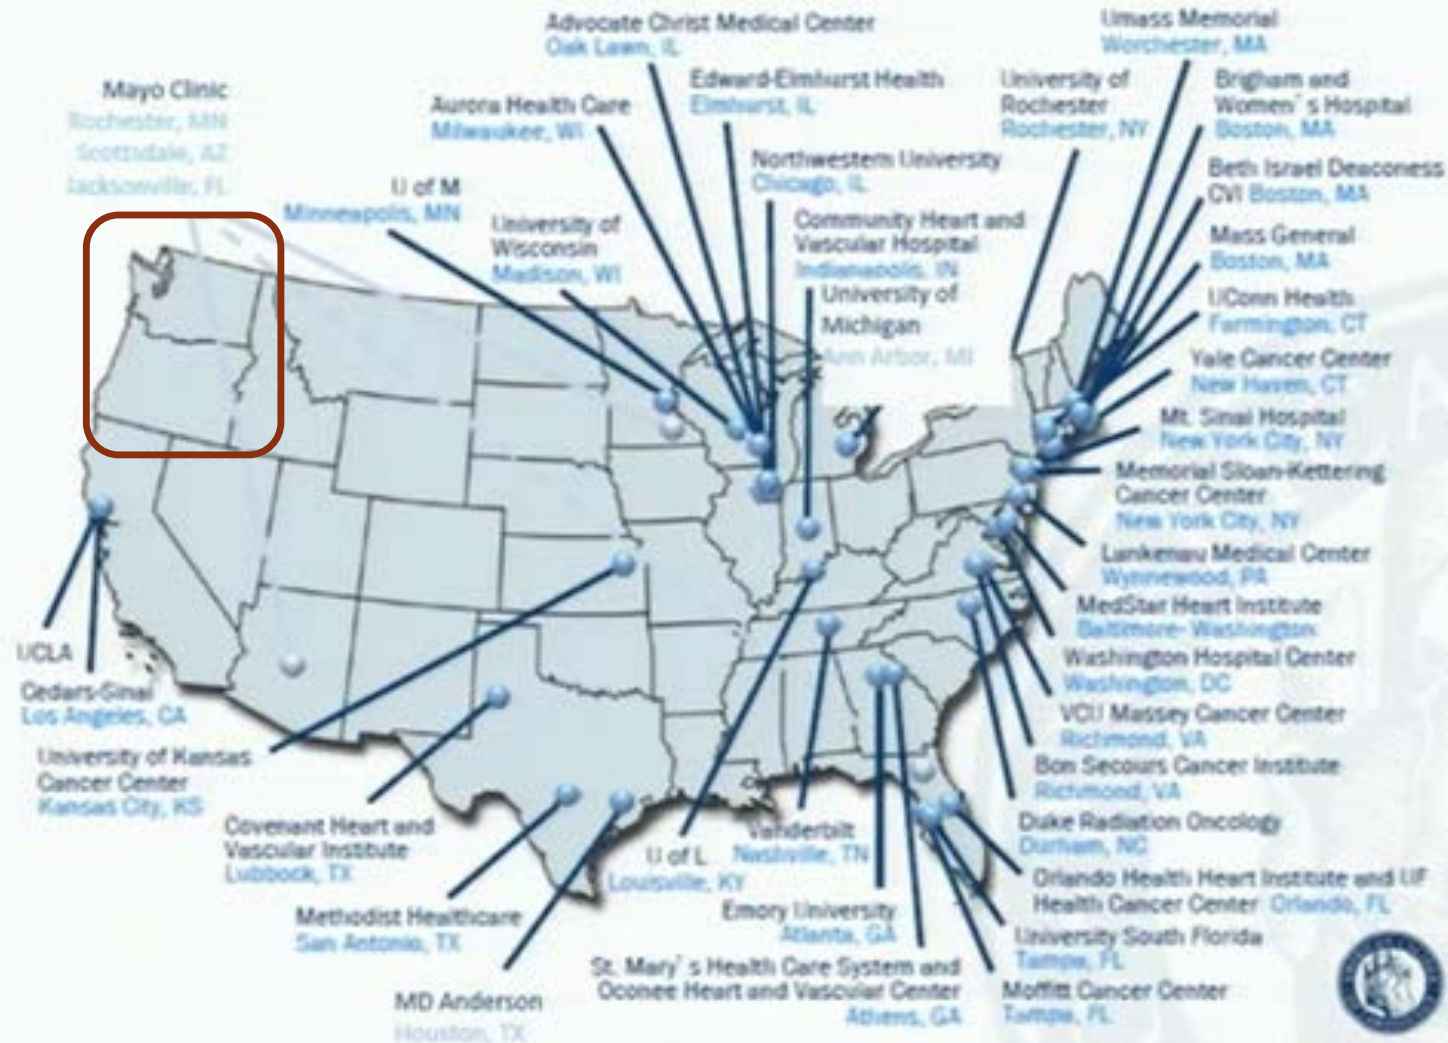 Mayo Clinic
Rochester, MN
Scottsdale, AZ
Jacksonville, FL
U of M
Minneapolis, MN
Aurora Health Care
Milwaukee, WI
University of
Wisconsin
Madison, WI
Advocate Christ Medical Center
Oak Lawn, IL
Edward-Elmhurst Health
Elmhurst, IL
Northwestern University
Chicago, IL
Community Heart and
Vascular Hospital
Indianapolis, IN
University of
Michigan
Ann Arbor, MI
University of
Rochester
Rochester, NY
Umass Memorial
Worchester, MA
Brigham and
Women's Hospital
Boston, MA
Beth Israel Deaconess
CVI Boston, MA
Mass General
Boston, MA
UConn Health
Farmington, CT
Yale Cancer Center
New Haven, CT
Mt. Sinai Hospital
New York City, NY
Memorial Sloan-Kettering
Cancer Center
New York City, NY
Lankenau Medical Center
Wynnewood, PA
MedStar Heart Institute
Baltimore- Washington
Washington Hospital Center
Washington, DC
VCU Massey Cancer Center
Richmond, VA
Bon Secours Cancer Institute
Richmond, VA
Duke Radiation Oncology
Durham, NC
Orlando Health Heart Institute and UF
Health Cancer Center Orlando, FL
University South Florida
Tampa, FL
Moffitt Cancer Center
Tampa, FL
UCLA
Cedars-Sinai
Los Angeles, CA
University of Kansas
Cancer Center
Kansas City, KS
Covenant Heart and
Vascular Institute
Lubbock, TX
Methodist Healthcare
San Antonio, TX
MD Anderson
Houston, TX
U of L
Louisville, KY
Vanderbilt
Nashville, TN
Emory University
Atlanta, GA
St. Mary's Health Care System and
Oconee Heart and Vascular Center
Athens, GA